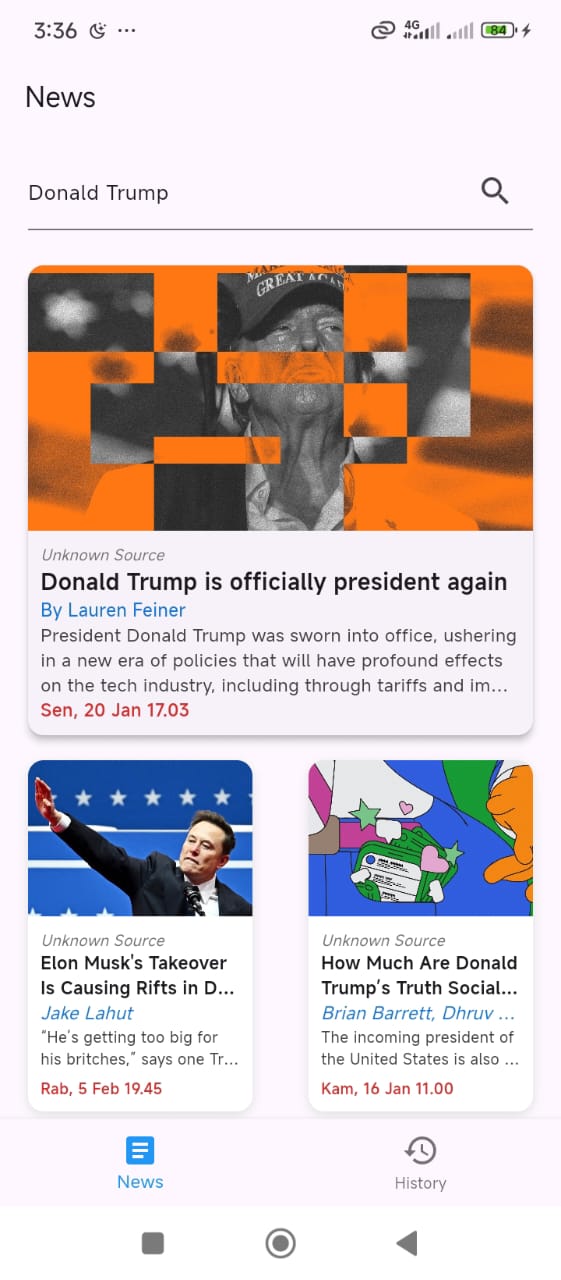 3:36
4G
84
News
Donald Trump
GREAT AGA
Unknown Source
Donald Trump is officially president again
By Lauren Feiner
President Donald Trump was sworn into office, ushering
in a new era of policies that will have profound effects
on the tech industry, including through tariffs and im...
Sen, 20 Jan 17.03
Unknown Source
Elon Musk's Takeover
Is Causing Rifts in D...
Jake Lahut
“He’s getting too big for
his britches,” says one Tr...
Rab, 5 Feb 19.45
Unknown Source
How Much Are Donald
Trump’s Truth Social...
Brian Barrett, Dhruv ...
The incoming president of
the United States is also ...
Kam, 16 Jan 11.00
News
History